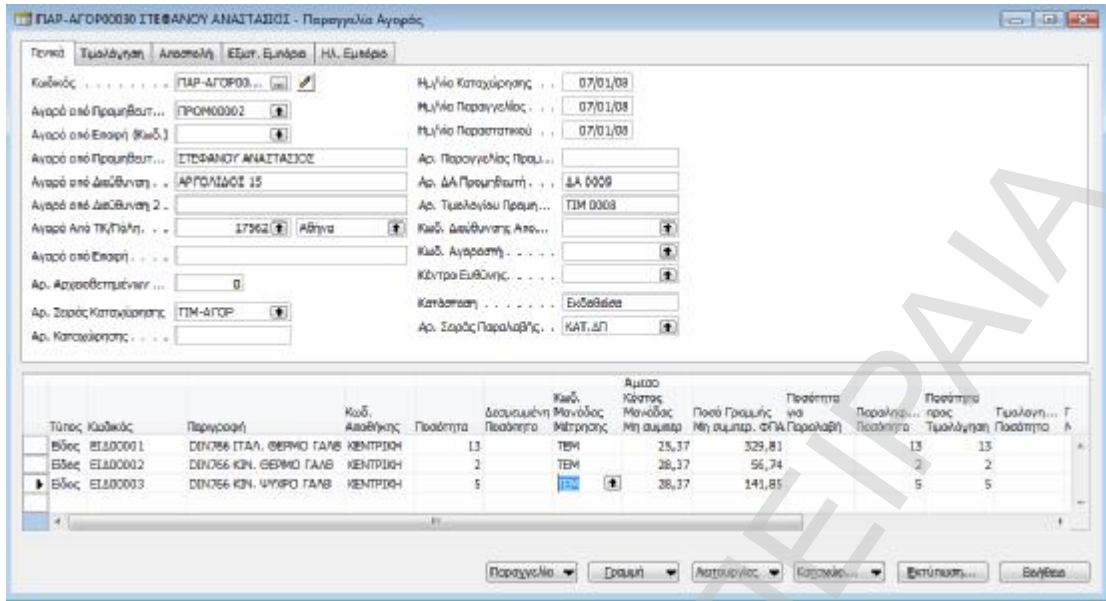 ΠΑΡ-ΑΓΟΡ00030 ΣΤΕΦΑΝΟΥ ΑΝΑΣΤΑΣΙΟΣ - Παραγγελία Αγοράς
Γενικά Τιμολόγηση Αποστολή Εξωτ. Εμπόριο Ηλ. Εμπόριο
Κωδικός . . . . . . . . ΠΑΡ-ΑΓΟΡ00... Ημ/νία Καταχώρησης . . 07/01/08
Αγορά από Προμηθευτ... ΠΡΟΜ00002 Ημ/νία Παραγγελίας . . 07/01/08
Αγορά από Επαφή (Κωδ.) Ημ/νία Παραστατικού . . 07/01/08
Αγορά από Προμηθευτ... ΣΤΕΦΑΝΟΥ ΑΝΑΣΤΑΣΙΟΣ Αρ. Παραγγελίας Προμ...
Αγορά από Διεύθυνση . . ΑΡΓΟΛΙΔΟΣ 15 Αρ. ΔΑ Προμηθευτή . . . ΔΑ 0009
Αγορά από Διεύθυνση 2 . Αρ. Τιμολογίου Προμη... ΤΙΜ 0008
Αγορά Από ΤΚ/Πόλη . . . 17562 Αθήνα Κωδ. Διεύθυνσης Απο...
Αγορά από Επαφή . . . . Κωδ. Αγοραστή . . . . .
Αρ. Αρχειοθετημένων ... 0 Κέντρο Ευθύνης . . . . .
Αρ. Σειράς Καταχώρησης ΤΙΜ-ΑΓΟΡ Κατάσταση . . . . . . . Εκδοθείσα
Αρ. Καταχώρησης . . . . Αρ. Σειράς Παραλαβής . . ΚΑΤ.ΔΠ
Τύπος Κωδικός Περιγραφή Κωδ. Αποθήκης Ποσότητα Δεσμευμένη Ποσότητα Κωδ. Μονάδας Μέτρησης Άμεσο Κόστος Μονάδας Μη συμπερ Ποσό Γραμμής Μη συμπερ. ΦΠΑ Ποσότητα για Παραλαβή Παραληφ... Ποσότητα Ποσότητα προς Τιμολόγηση Τιμολογη... Ποσότητα
Είδος ΕΙΔ00001 DIN766 ΙΤΑΛ. ΘΕΡΜΟ ΓΑΛΒ ΚΕΝΤΡΙΚΗ 13 ΤΕΜ 25,37 329,81 13 13
Είδος ΕΙΔ00002 DIN766 ΚΙΝ. ΘΕΡΜΟ ΓΑΛΒ ΚΕΝΤΡΙΚΗ 2 ΤΕΜ 28,37 56,74 2 2
Είδος ΕΙΔ00003 DIN766 ΚΙΝ. ΨΥΧΡΟ ΓΑΛΒ ΚΕΝΤΡΙΚΗ 5 ΤΕΜ 28,37 141,85 5 5
Παραγγελία Γραμμή Λειτουργίες Καταχώρ... Εκτύπωση... Βοήθεια